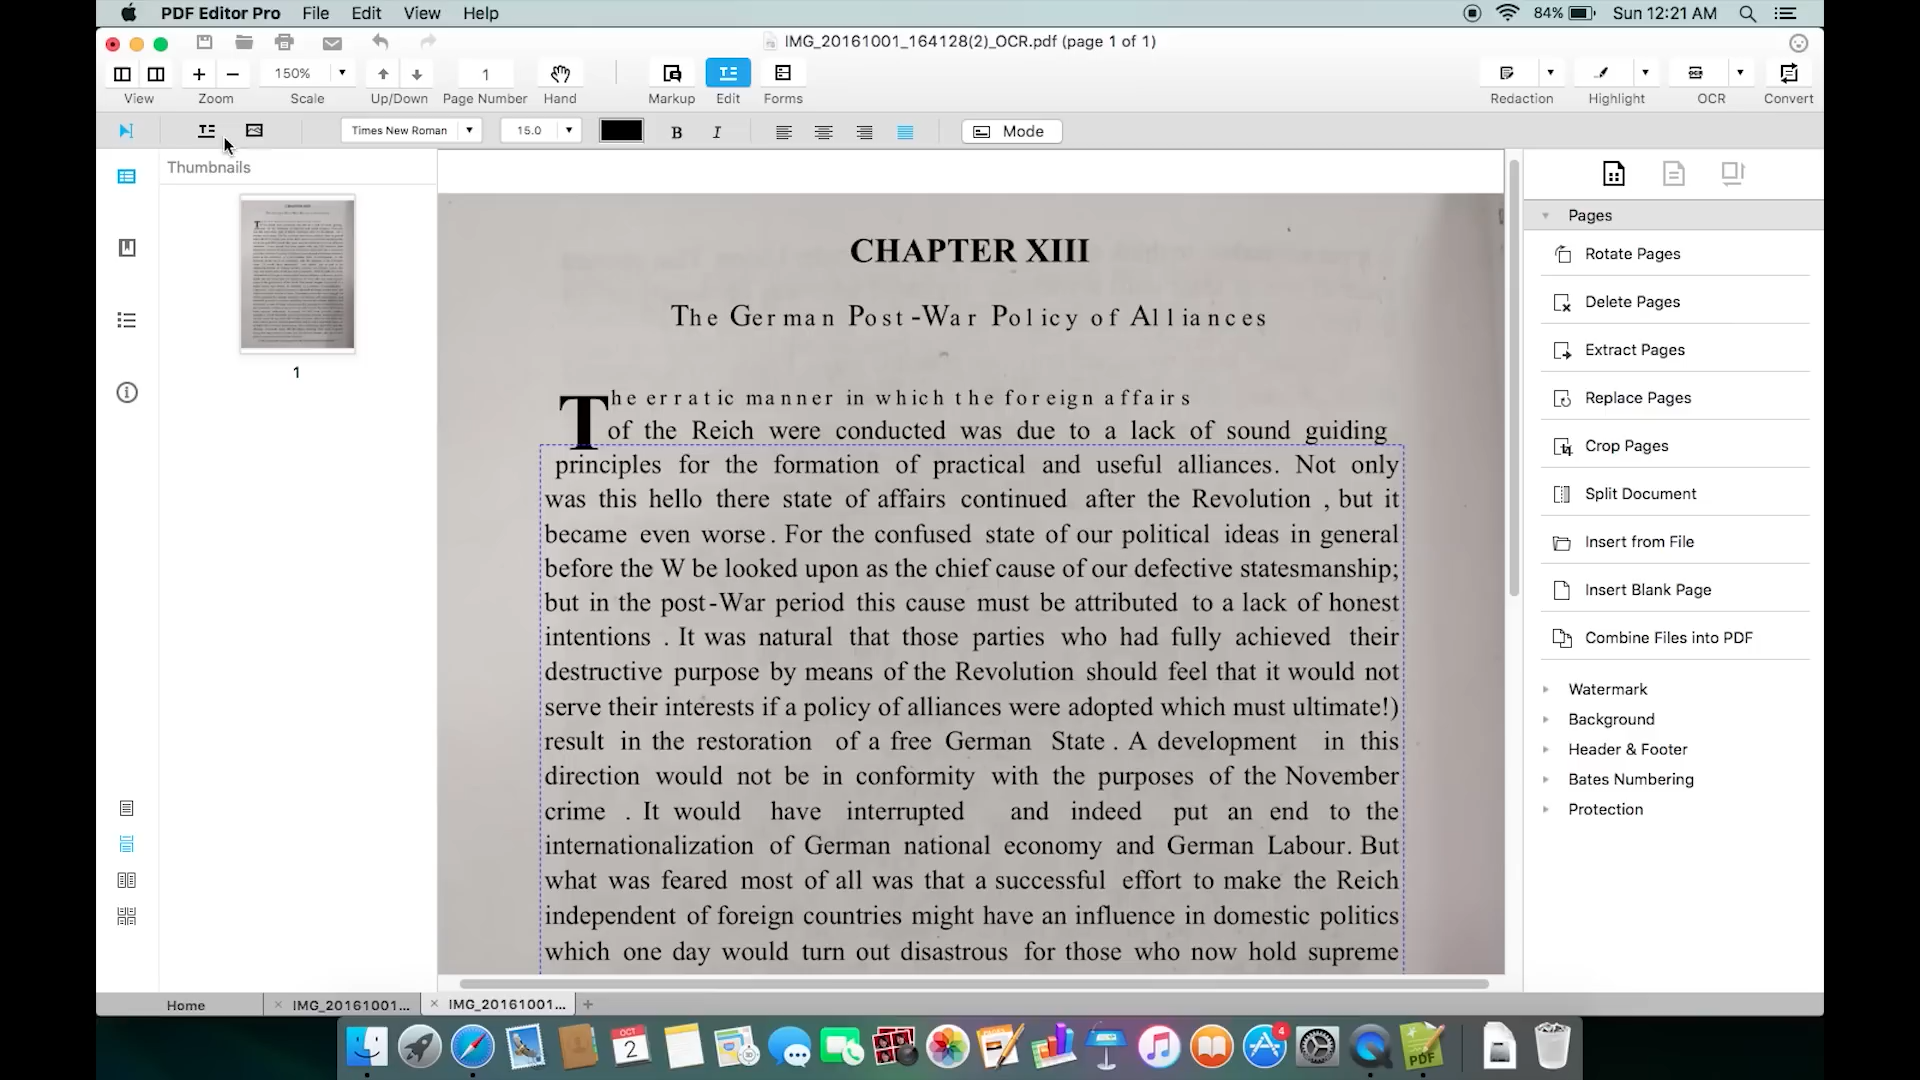 PDF Editor Pro File Edit View Help
84% Sun 12:21 AM
IMG_20161001_164128(2)_OCR.pdf (page 1 of 1)
150% 1
View Zoom Scale Up/Down Page Number Hand Markup Edit Forms Redaction Highlight OCR Convert
Times New Roman 15.0 B I Mode
Thumbnails
1
CHAPTER XIII
The German Post-War Policy of Alliances
The erratic manner in which the foreign affairs
of the Reich were conducted was due to a lack of sound guiding
principles for the formation of practical and useful alliances. Not only
was this hello there state of affairs continued after the Revolution , but it
became even worse. For the confused state of our political ideas in general
before the W be looked upon as the chief cause of our defective statesmanship;
but in the post-War period this cause must be attributed to a lack of honest
intentions . It was natural that those parties who had fully achieved their
destructive purpose by means of the Revolution should feel that it would not
serve their interests if a policy of alliances were adopted which must ultimate!)
result in the restoration of a free German State. A development in this
direction would not be in conformity with the purposes of the November
crime . It would have interrupted and indeed put an end to the
internationalization of German national economy and German Labour. But
what was feared most of all was that a successful effort to make the Reich
independent of foreign countries might have an influence in domestic politics
which one day would turn out disastrous for those who now hold supreme
Pages
Rotate Pages
Delete Pages
Extract Pages
Replace Pages
Crop Pages
Split Document
Insert from File
Insert Blank Page
Combine Files into PDF
Watermark
Background
Header & Footer
Bates Numbering
Protection
Home IMG_20161001... IMG_20161001...
OCT
2
4
PDF